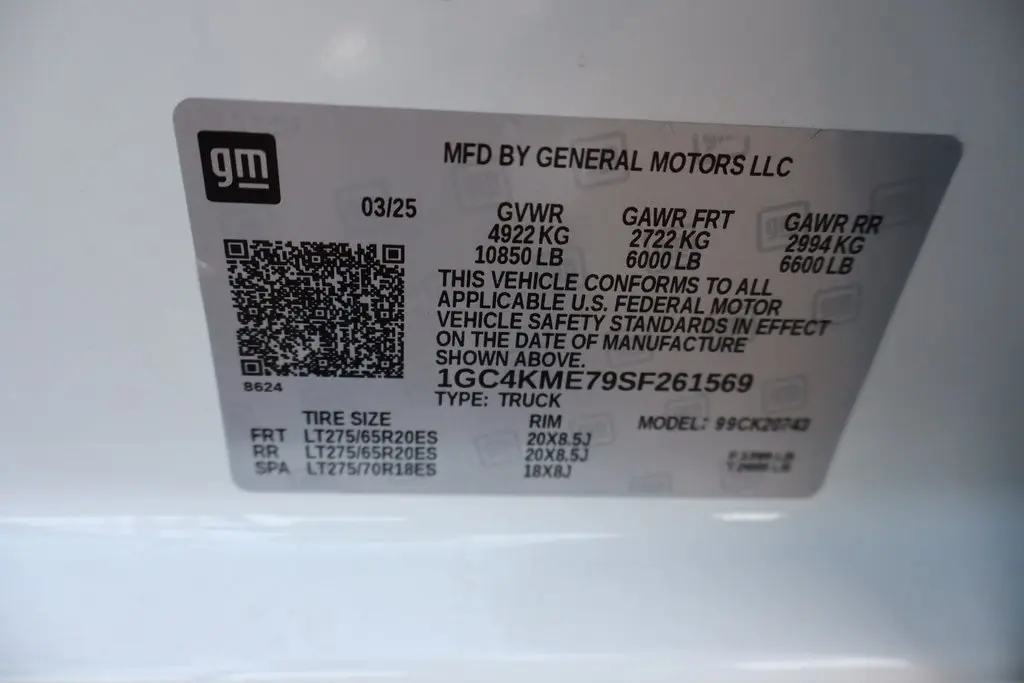 gm
MFD BY GENERAL MOTORS LLC
03/25
GVWR GAWR FRT GAWR RR
4922 KG 2722 KG 2994 KG
10850 LB 6000 LB 6600 LB
THIS VEHICLE CONFORMS TO ALL
APPLICABLE U.S. FEDERAL MOTOR
VEHICLE SAFETY STANDARDS IN EFFECT
ON THE DATE OF MANUFACTURE
SHOWN ABOVE.
8624
1GC4KME79SF261569
TYPE: TRUCK
TIRE SIZE RIM MODEL: 99CK20743
FRT LT275/65R20ES 20X8.5J
RR LT275/65R20ES 20X8.5J
SPA LT275/70R18ES 18X8J